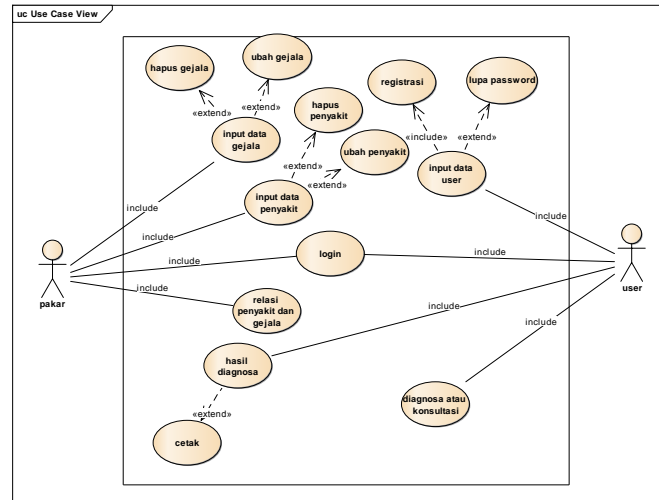 uc Use Case View
hapus gejala
ubah gejala
registrasi
lupa password
«extend»
«extend»
hapus
penyakit
«include»
«extend»
input data
gejala
ubah penyakit
«extend»
«extend»
input data
user
input data
penyakit
include
include
include
include
login
include
pakar
user
include
relasi
penyakit dan
gejala
include
include
hasil
diagnosa
diagnosa atau
konsultasi
«extend»
cetak